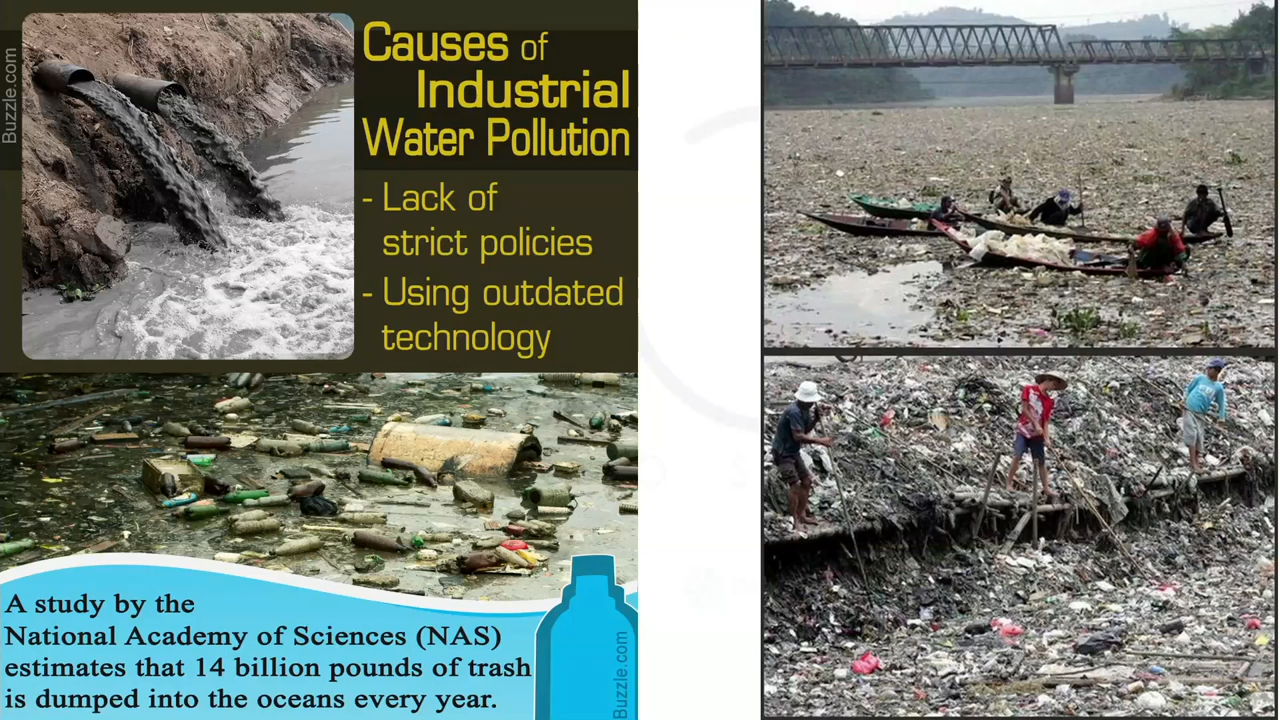 Buzzle.com
Causes of
Industrial
Water Pollution
- Lack of
strict policies
- Using outdated
technology
A study by the
National Academy of Sciences (NAS)
estimates that 14 billion pounds of trash
is dumped into the oceans every year.
Buzzle.com